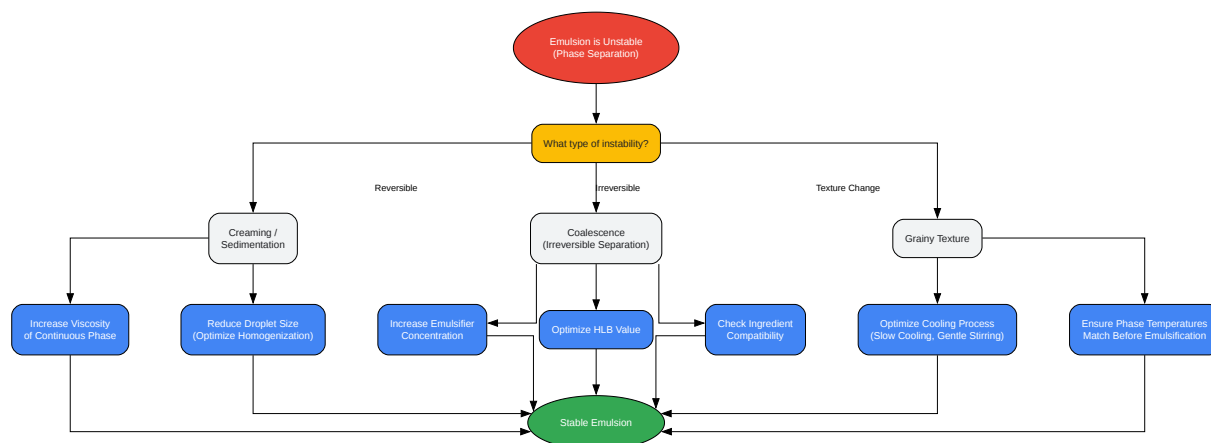 Emulsion is Unstable
(Phase Separation)
What type of instability?
Reversible
Irreversible
Texture Change
Creaming /
Sedimentation
Coalescence
(Irreversible Separation)
Grainy Texture
Increase Viscosity
of Continuous Phase
Reduce Droplet Size
(Optimize Homogenization)
Increase Emulsifier
Concentration
Optimize HLB Value
Check Ingredient
Compatibility
Optimize Cooling Process
(Slow Cooling, Gentle Stirring)
Ensure Phase Temperatures
Match Before Emulsification
Stable Emulsion